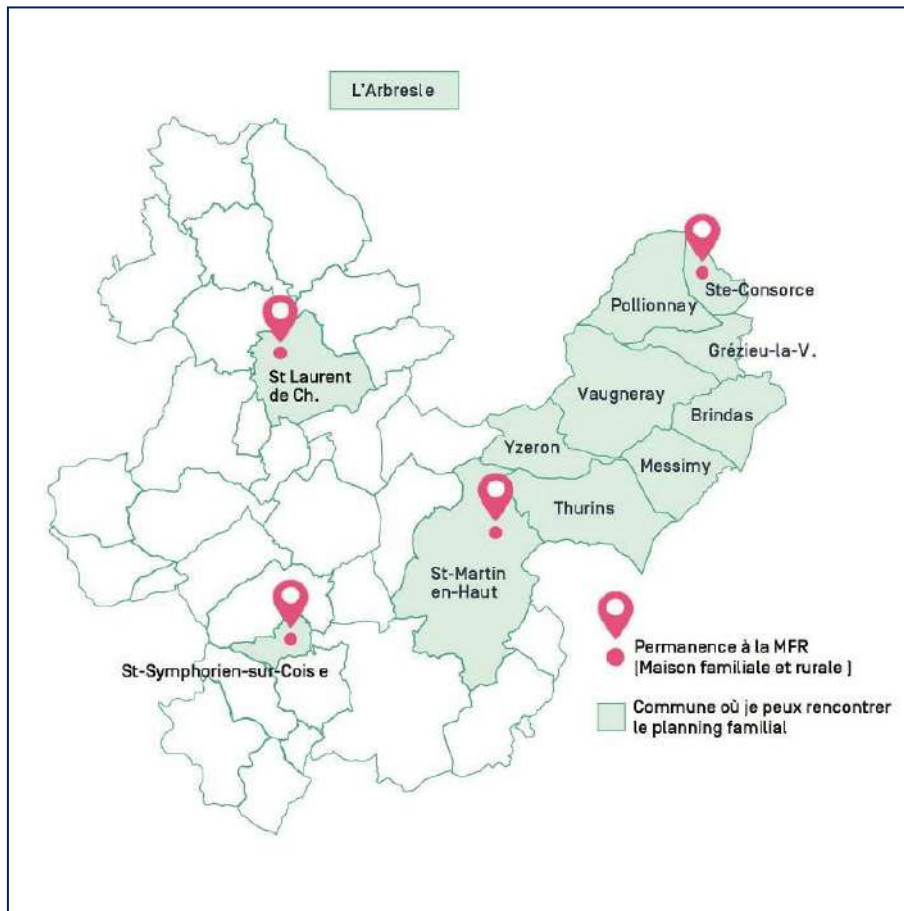 L'Arbresle
Ste-Consorce
Pollionnay
Grézieu-la-V.
St Laurent
de Ch.
Vaugneray
Brindas
Yzeron
Messimy
Thurins
St-Martin
en-Haut
St-Symphorien-sur-Coise
Permanence à la MFR
(Maison familiale et rurale )
Commune où je peux rencontrer
le planning familial